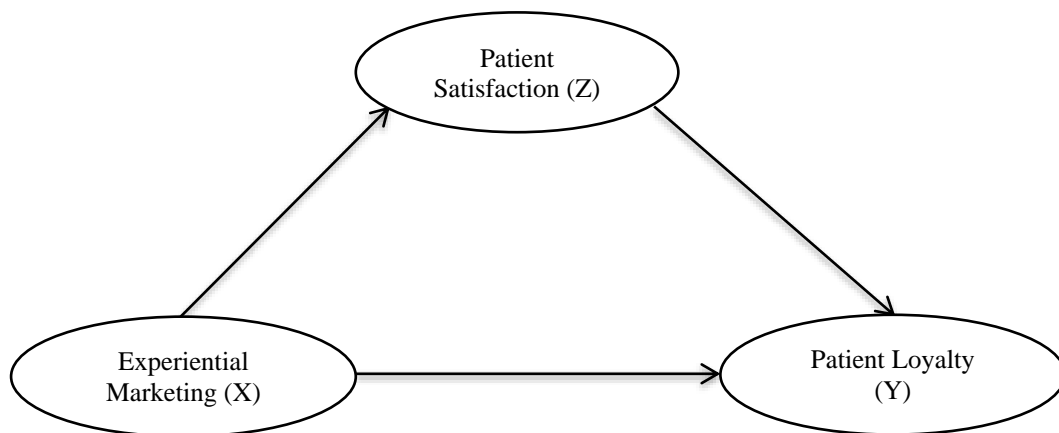 Patient
Satisfaction (Z)
Experiential
Marketing (X)
Patient Loyalty
(Y)